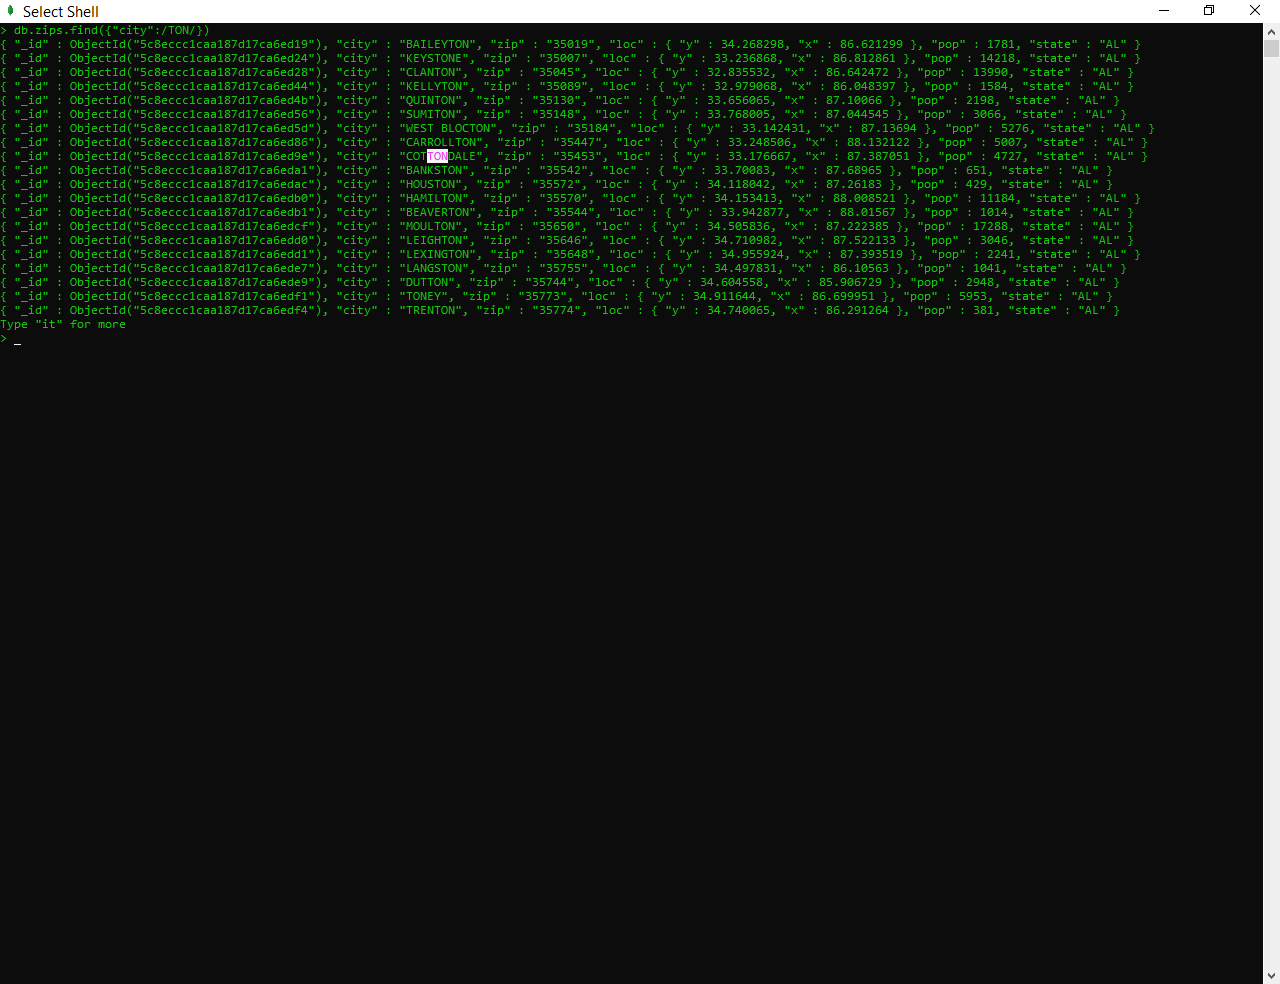 Select Shell
> db.zips.find({"city":/TON/})
{ "_id" : ObjectId("5c8eccc1caa187d17ca6ed19"), "city" : "BAILEYTON", "zip" : "35019", "loc" : { "y" : 34.268298, "x" : 86.621299 }, "pop" : 1781, "state" : "AL" }
{ "_id" : ObjectId("5c8eccc1caa187d17ca6ed24"), "city" : "KEYSTONE", "zip" : "35007", "loc" : { "y" : 33.236868, "x" : 86.812861 }, "pop" : 14218, "state" : "AL" }
{ "_id" : ObjectId("5c8eccc1caa187d17ca6ed28"), "city" : "CLANTON", "zip" : "35045", "loc" : { "y" : 32.835532, "x" : 86.642472 }, "pop" : 13990, "state" : "AL" }
{ "_id" : ObjectId("5c8eccc1caa187d17ca6ed44"), "city" : "KELLYTON", "zip" : "35089", "loc" : { "y" : 32.979068, "x" : 86.048397 }, "pop" : 1584, "state" : "AL" }
{ "_id" : ObjectId("5c8eccc1caa187d17ca6ed4b"), "city" : "QUINTON", "zip" : "35130", "loc" : { "y" : 33.656065, "x" : 87.10066 }, "pop" : 2198, "state" : "AL" }
{ "_id" : ObjectId("5c8eccc1caa187d17ca6ed56"), "city" : "SUMITON", "zip" : "35148", "loc" : { "y" : 33.768005, "x" : 87.044545 }, "pop" : 3066, "state" : "AL" }
{ "_id" : ObjectId("5c8eccc1caa187d17ca6ed5d"), "city" : "WEST BLOCTON", "zip" : "35184", "loc" : { "y" : 33.142431, "x" : 87.13694 }, "pop" : 5276, "state" : "AL" }
{ "_id" : ObjectId("5c8eccc1caa187d17ca6ed86"), "city" : "CARROLLTON", "zip" : "35447", "loc" : { "y" : 33.248506, "x" : 88.132122 }, "pop" : 5007, "state" : "AL" }
{ "_id" : ObjectId("5c8eccc1caa187d17ca6ed9e"), "city" : "COTTONDALE", "zip" : "35453", "loc" : { "y" : 33.176667, "x" : 87.387051 }, "pop" : 4727, "state" : "AL" }
{ "_id" : ObjectId("5c8eccc1caa187d17ca6eda1"), "city" : "BANKSTON", "zip" : "35542", "loc" : { "y" : 33.70083, "x" : 87.68965 }, "pop" : 651, "state" : "AL" }
{ "_id" : ObjectId("5c8eccc1caa187d17ca6edac"), "city" : "HOUSTON", "zip" : "35572", "loc" : { "y" : 34.118042, "x" : 87.26183 }, "pop" : 429, "state" : "AL" }
{ "_id" : ObjectId("5c8eccc1caa187d17ca6edb0"), "city" : "HAMILTON", "zip" : "35570", "loc" : { "y" : 34.153413, "x" : 88.008521 }, "pop" : 11184, "state" : "AL" }
{ "_id" : ObjectId("5c8eccc1caa187d17ca6edb1"), "city" : "BEAVERTON", "zip" : "35544", "loc" : { "y" : 33.942877, "x" : 88.01567 }, "pop" : 1014, "state" : "AL" }
{ "_id" : ObjectId("5c8eccc1caa187d17ca6edcf"), "city" : "MOULTON", "zip" : "35650", "loc" : { "y" : 34.505836, "x" : 87.222385 }, "pop" : 17288, "state" : "AL" }
{ "_id" : ObjectId("5c8eccc1caa187d17ca6edd0"), "city" : "LEIGHTON", "zip" : "35646", "loc" : { "y" : 34.710982, "x" : 87.522133 }, "pop" : 3046, "state" : "AL" }
{ "_id" : ObjectId("5c8eccc1caa187d17ca6edd1"), "city" : "LEXINGTON", "zip" : "35648", "loc" : { "y" : 34.955924, "x" : 87.393519 }, "pop" : 2241, "state" : "AL" }
{ "_id" : ObjectId("5c8eccc1caa187d17ca6ede7"), "city" : "LANGSTON", "zip" : "35755", "loc" : { "y" : 34.497831, "x" : 86.10563 }, "pop" : 1041, "state" : "AL" }
{ "_id" : ObjectId("5c8eccc1caa187d17ca6ede9"), "city" : "DUTTON", "zip" : "35744", "loc" : { "y" : 34.604558, "x" : 85.906729 }, "pop" : 2948, "state" : "AL" }
{ "_id" : ObjectId("5c8eccc1caa187d17ca6edf1"), "city" : "TONEY", "zip" : "35773", "loc" : { "y" : 34.911644, "x" : 86.699951 }, "pop" : 5953, "state" : "AL" }
{ "_id" : ObjectId("5c8eccc1caa187d17ca6edf4"), "city" : "TRENTON", "zip" : "35774", "loc" : { "y" : 34.740065, "x" : 86.291264 }, "pop" : 381, "state" : "AL" }
Type "it" for more
> _